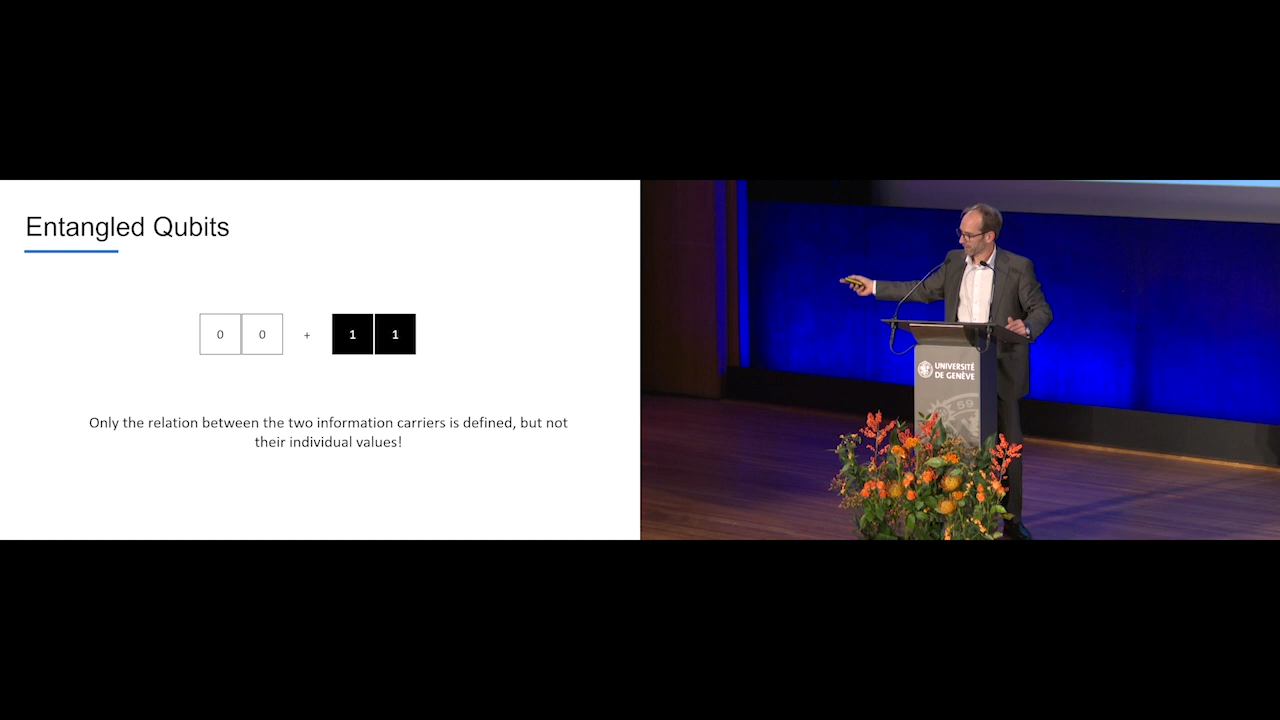 Entangled Qubits
0 0 + 1 1
Only the relation between the two information carriers is defined, but not
their individual values!
UNIVERSITÉ
DE GENÈVE
59